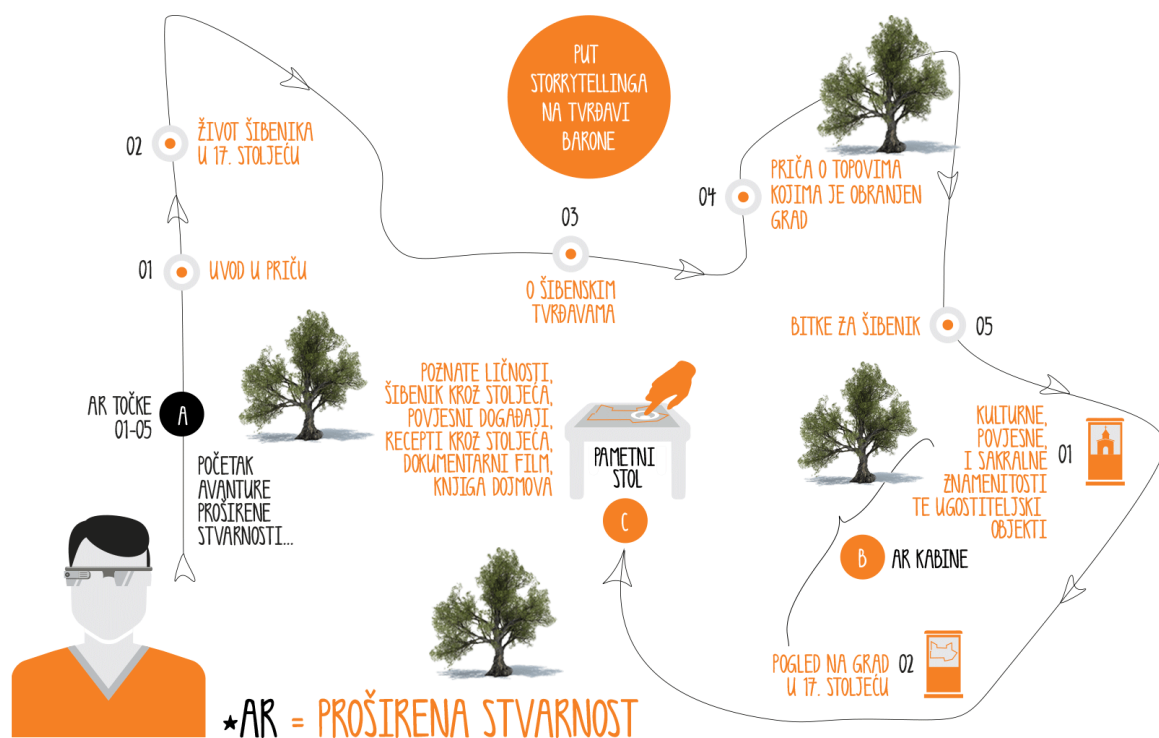 PUT
STORRYTELLINGA
NA TVRĐAVI
BARONE
02
ŽIVOT ŠIBENIKA
U 17. STOLJEĆU
01
UVOD U PRIČU
03
O ŠIBENSKIM
TVRĐAVAMA
04
PRIČA O TOPOVIMA
KOJIMA JE OBRANJEN
GRAD
BITKE ZA ŠIBENIK
05
AR TOČKE
01-05
A
POČETAK
AVANTURE
PROŠIRENE
STVARNOSTI...
POZNATE LIČNOSTI,
ŠIBENIK KROZ STOLJEĆA,
POVJESNI DOGAĐAJI,
RECEPTI KROZ STOLJEĆA,
DOKUMENTARNI FILM,
KNJIGA DOJMOVA
PAMETNI
STOL
C
KULTURNE,
POVJESNE,
I SAKRALNE
ZNAMENITOSTI
TE UGOSTITELJSKI
OBJEKTI
01
B
AR KABINE
POGLED NA GRAD
U 17. STOLJEĆU
02
★AR = PROŠIRENA STVARNOST